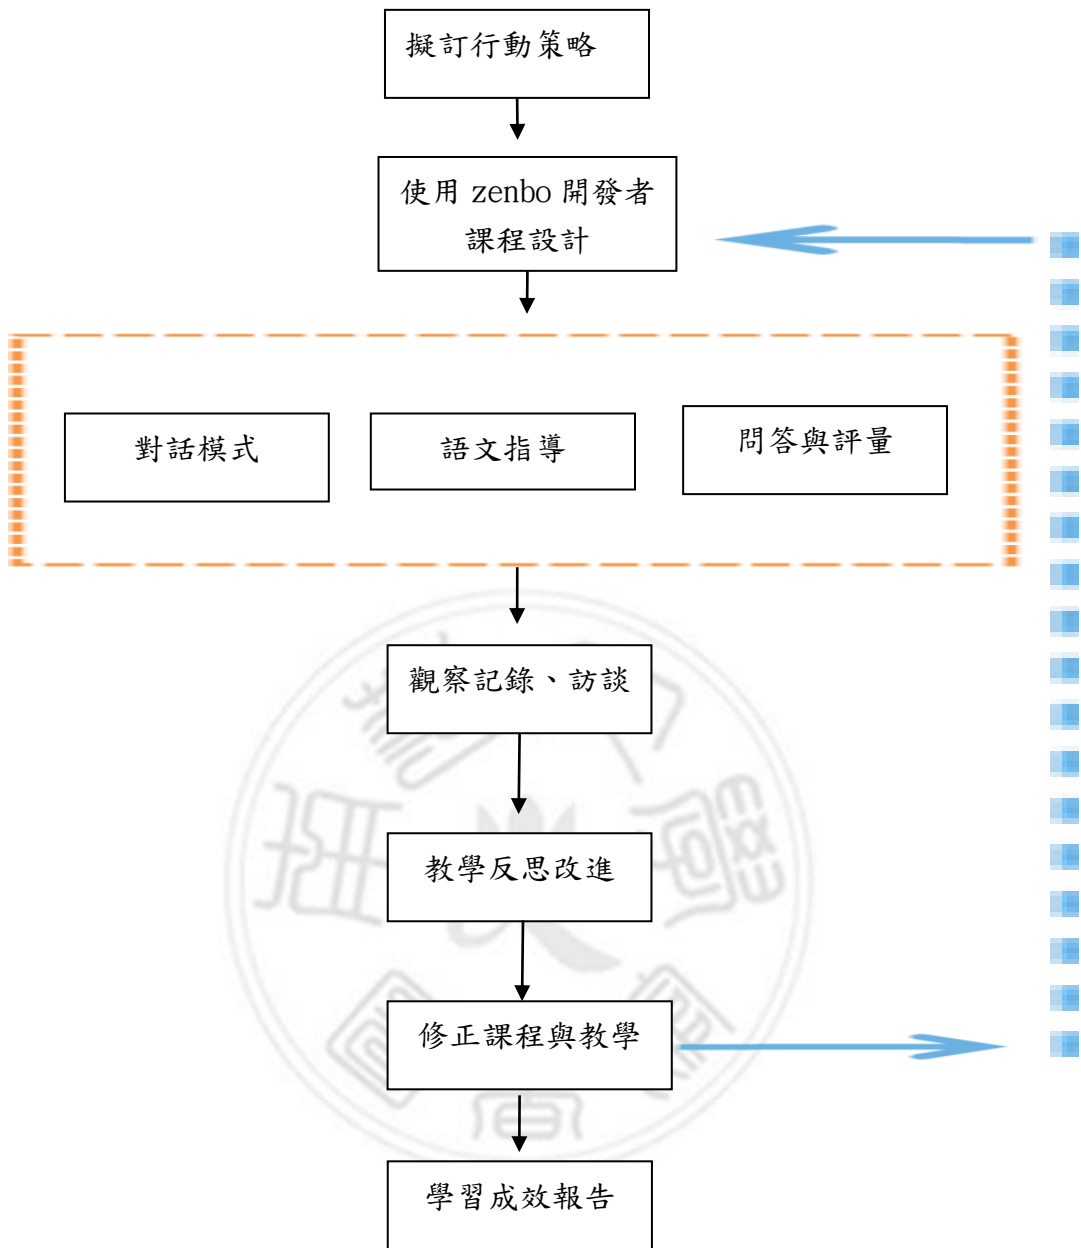 擬訂行動策略
使用 zenbo 開發者
課程設計
對話模式
語文指導
問答與評量
觀察記錄、訪談
教學反思改進
修正課程與教學
學習成效報告